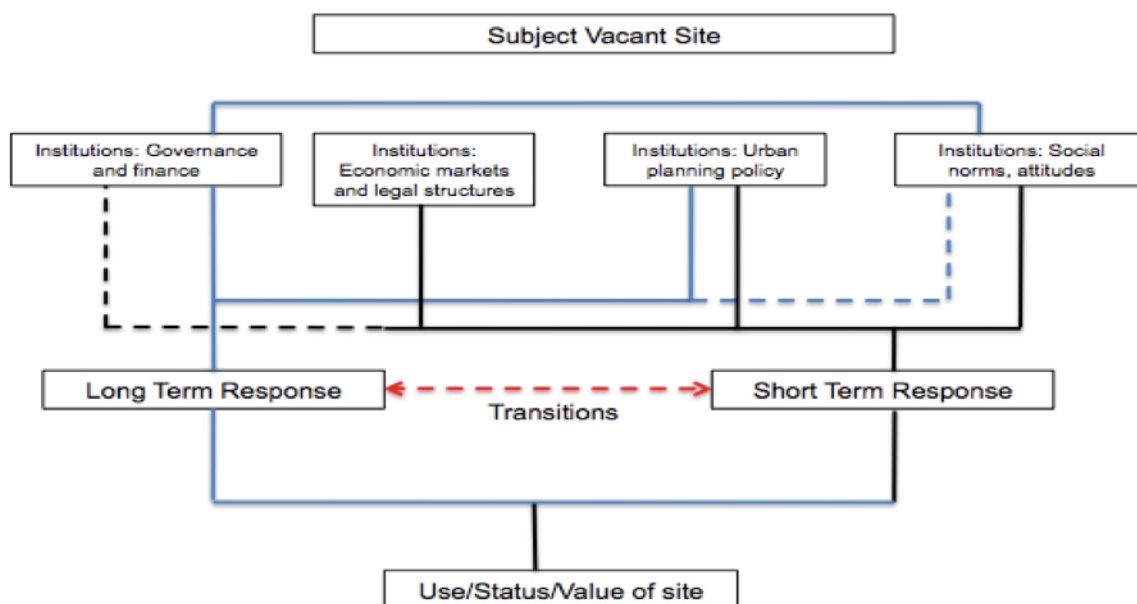 Subject Vacant Site
Institutions: Governance
and finance
Institutions:
Economic markets
and legal structures
Institutions: Urban
planning policy
Institutions: Social
norms, attitudes
Long Term Response
Transitions
Short Term Response
Use/Status/Value of site